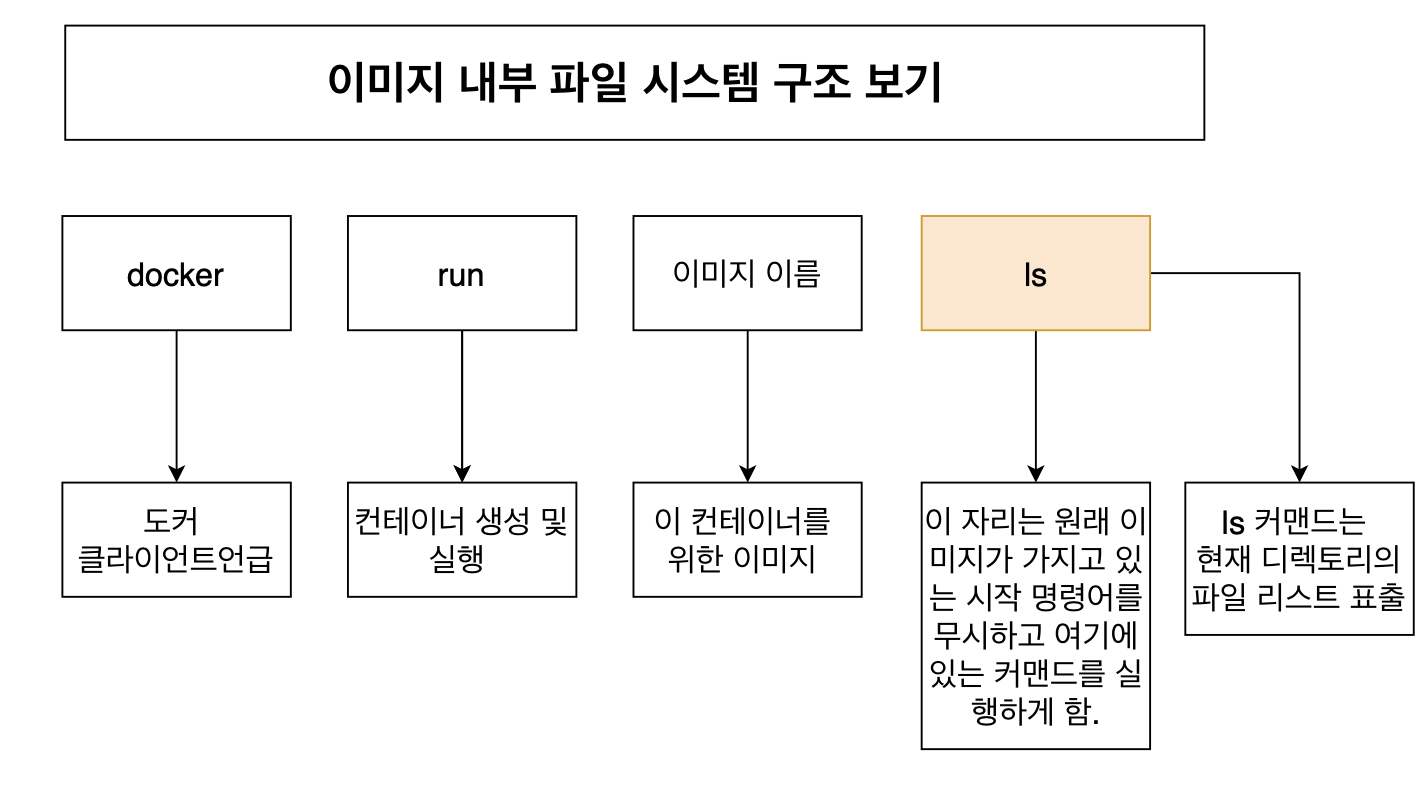 이미지 내부 파일 시스템 구조 보기
docker
run
이미지 이름
ls
도커
클라이언트언급
컨테이너 생성 및
실행
이 컨테이너를
위한 이미지
이 자리는 원래 이
미지가 가지고 있
는 시작 명령어를
무시하고 여기에
있는 커맨드를 실
행하게 함.
ls 커맨드는
현재 디렉토리의
파일 리스트 표출